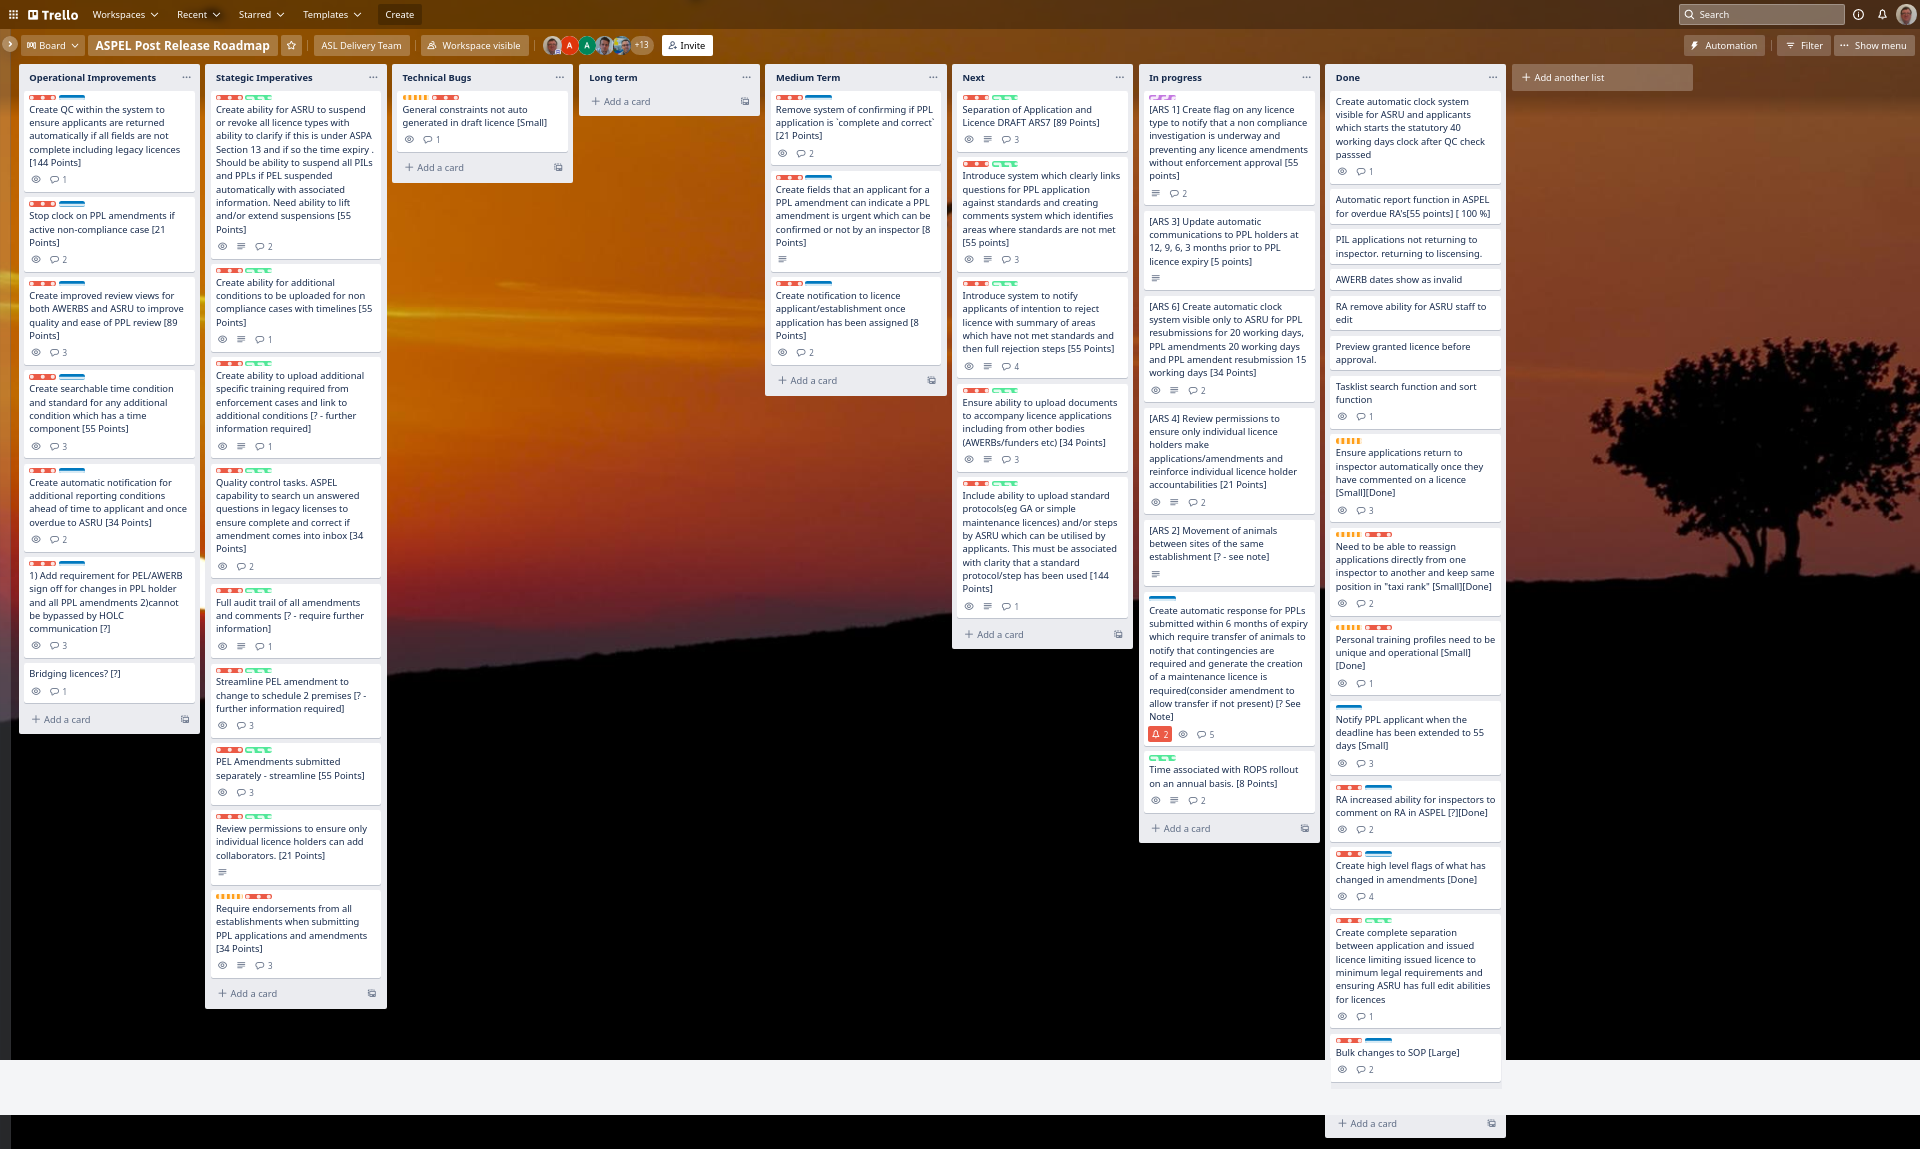 Trello
Workspaces
Recent
Starred
Templates
Create
Search
Board
ASPEL Post Release Roadmap
ASL Delivery Team
Workspace visible
A
A
+13
Invite
Automation
Filter
Show menu
Operational Improvements
Create QC within the system to
ensure applicants are returned
automatically if all fields are not
complete including legacy licences
[144 Points]
1
Stop clock on PPL amendments if
active non-compliance case [21
Points]
2
Create improved review views for
both AWERBS and ASRU to improve
quality and ease of PPL review [89
Points]
3
Create searchable time condition
and standard for any additional
condition which has a time
component [55 Points]
3
Create automatic notification for
additional reporting conditions
ahead of time to applicant and once
overdue to ASRU [34 Points]
2
1) Add requirement for PEL/AWERB
sign off for changes in PPL holder
and all PPL amendments 2)cannot
be bypassed by HOLC
communication [?]
3
Bridging licences? [?]
1
Add a card
Stategic Imperatives
Create ability for ASRU to suspend
or revoke all licence types with
ability to clarify if this is under ASPA
Section 13 and if so the time expiry .
Should be ability to suspend all PILs
and PPLs if PEL suspended
automatically with associated
information. Need ability to lift
and/or extend suspensions [55
Points]
2
Create ability for additional
conditions to be uploaded for non
compliance cases with timelines [55
Points]
1
Create ability to upload additional
specific training required from
enforcement cases and link to
additional conditions [? - further
information required]
1
Quality control tasks. ASPEL
capability to search un answered
questions in legacy licences to
ensure complete and correct if
amendment comes into inbox [34
Points]
2
Full audit trail of all amendments
and comments [? - require further
information]
1
Streamline PEL amendment to
change to schedule 2 premises [? -
further information required]
3
PEL Amendments submitted
separately - streamline [55 Points]
3
Review permissions to ensure only
individual licence holders can add
collaborators. [21 Points]
Require endorsements from all
establishments when submitting
PPL applications and amendments
[34 Points]
3
Add a card
Technical Bugs
General constraints not auto
generated in draft licence [Small]
1
Add a card
Long term
Add a card
Medium Term
Remove system of confirming if PPL
application is `complete and correct`
[21 Points]
2
Create fields that an applicant for a
PPL amendment can indicate a PPL
amendment is urgent which can be
confirmed or not by an inspector [8
Points]
Create notification to licence
applicant/establishment once
application has been assigned [8
Points]
2
Add a card
Next
Separation of Application and
Licence DRAFT ARS7 [89 Points]
3
Introduce system which clearly links
questions for PPL application
against standards and creating
comments system which identifies
areas where standards are not met
[55 points]
3
Introduce system to notify
applicants of intention to reject
licence with summary of areas
which have not met standards and
then full rejection steps [55 Points]
4
Ensure ability to upload documents
to accompany licence applications
including from other bodies
(AWERBs/funders etc) [34 Points]
3
Include ability to upload standard
protocols(eg GA or simple
maintenance licences) and/or steps
by ASRU which can be utilised by
applicants. This must be associated
with clarity that a standard
protocol/step has been used [144
Points]
1
Add a card
In progress
[ARS 1] Create flag on any licence
type to notify that a non compliance
investigation is underway and
preventing any licence amendments
without enforcement approval [55
points]
2
[ARS 3] Update automatic
communications to PPL holders at
12, 9, 6, 3 months prior to PPL
licence expiry [5 points]
[ARS 6] Create automatic clock
system visible only to ASRU for PPL
resubmissions for 20 working days,
PPL amendments 20 working days
and PPL amendent resubmission 15
working days [34 Points]
2
[ARS 4] Review permissions to
ensure only individual licence
holders make
applications/amendments and
reinforce individual licence holder
accountabilities [21 Points]
2
[ARS 2] Movement of animals
between sites of the same
establishment [? - see note]
Create automatic response for PPLs
submitted within 6 months of expiry
which require transfer of animals to
notify that contingencies are
required and generate the creation
of a maintenance licence is
required(consider amendment to
allow transfer if not present) [? See
Note]
2
5
Time associated with ROPS rollout
on an annual basis. [8 Points]
2
Add a card
Done
Create automatic clock system
visible for ASRU and applicants
which starts the statutory 40
working days clock after QC check
passsed
1
Automatic report function in ASPEL
for overdue RA's[55 points] [ 100 %]
PIL applications not returning to
inspector. returning to liscensing.
AWERB dates show as invalid
RA remove ability for ASRU staff to
edit
Preview granted licence before
approval.
Tasklist search function and sort
function
1
Ensure applications return to
inspector automatically once they
have commented on a licence
[Small][Done]
3
Need to be able to reassign
applications directly from one
inspector to another and keep same
position in "taxi rank" [Small][Done]
2
Personal training profiles need to be
unique and operational [Small]
[Done]
1
Notify PPL applicant when the
deadline has been extended to 55
days [Small]
3
RA increased ability for inspectors to
comment on RA in ASPEL [?][Done]
2
Create high level flags of what has
changed in amendments [Done]
4
Create complete separation
between application and issued
licence limiting issued licence to
minimum legal requirements and
ensuring ASRU has full edit abilities
for licences
1
Bulk changes to SOP [Large]
2
Add a card
Add another list